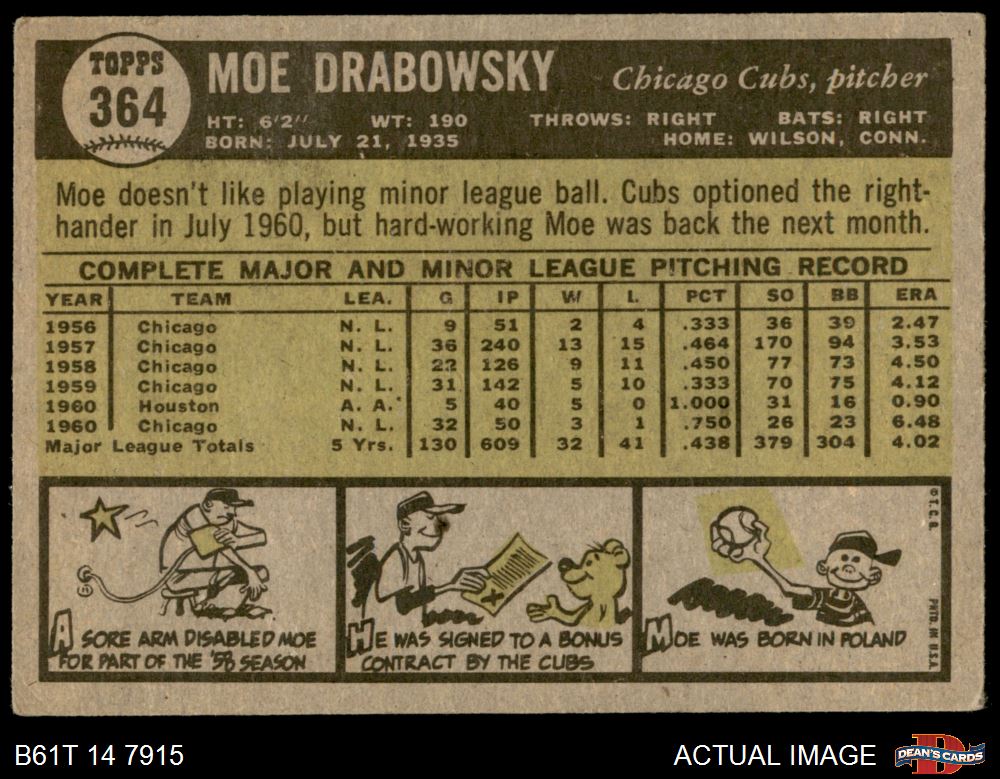 TOPPS
364
MOE DRABOWSKY
Chicago Cubs, pitcher
HT: 6'2" WT: 190 THROWS: RIGHT BATS: RIGHT
BORN: JULY 21, 1935 HOME: WILSON, CONN.
Moe doesn't like playing minor league ball. Cubs optioned the right-
hander in July 1960, but hard-working Moe was back the next month.
COMPLETE MAJOR AND MINOR LEAGUE PITCHING RECORD
YEAR TEAM LEA. G IP W L PCT SO BB ERA
1956 Chicago N. L. 9 51 2 4 .333 36 39 2.47
1957 Chicago N. L. 36 240 13 15 .464 170 94 3.53
1958 Chicago N. L. 22 126 9 11 .450 77 73 4.50
1959 Chicago N. L. 31 142 5 10 .333 70 75 4.12
1960 Houston A. A. 5 40 5 0 1.000 31 16 0.90
1960 Chicago N. L. 32 50 3 1 .750 26 23 6.48
Major League Totals 5 Yrs. 130 609 32 41 .438 379 304 4.02
A SORE ARM DISABLED MOE
FOR PART OF THE '58 SEASON
HE WAS SIGNED TO A BONUS
CONTRACT BY THE CUBS
MOE WAS BORN IN POLAND
© T. C. G.
PRTD. IN U.S.A.
B61T 14 7915
ACTUAL IMAGE
DEAN'S CARDS